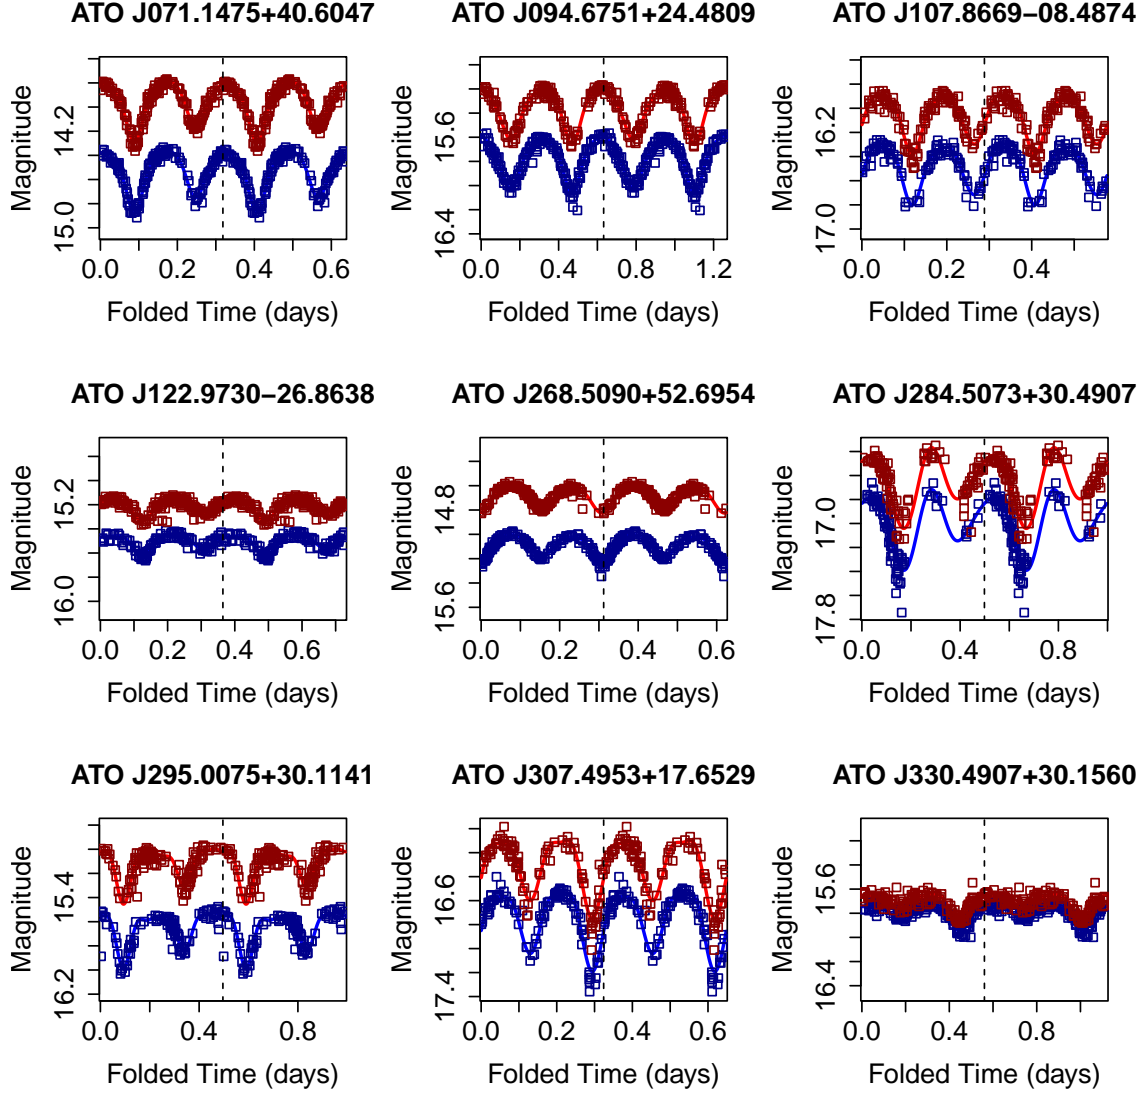 ATO J071.1475+40.6047
Magnitude
14.2
15.0
0.0 0.2 0.4 0.6
Folded Time (days)
ATO J094.6751+24.4809
Magnitude
15.6
16.4
0.0 0.4 0.8 1.2
Folded Time (days)
ATO J107.8669−08.4874
Magnitude
16.2
17.0
0.0 0.4
Folded Time (days)
ATO J122.9730−26.8638
Magnitude
15.2
16.0
0.0 0.2 0.4 0.6
Folded Time (days)
ATO J268.5090+52.6954
Magnitude
14.8
15.6
0.0 0.2 0.4 0.6
Folded Time (days)
ATO J284.5073+30.4907
Magnitude
17.0
17.8
0.0 0.4 0.8
Folded Time (days)
ATO J295.0075+30.1141
Magnitude
15.4
16.2
0.0 0.4 0.8
Folded Time (days)
ATO J307.4953+17.6529
Magnitude
16.6
17.4
0.0 0.2 0.4 0.6
Folded Time (days)
ATO J330.4907+30.1560
Magnitude
15.6
16.4
0.0 0.4 0.8
Folded Time (days)